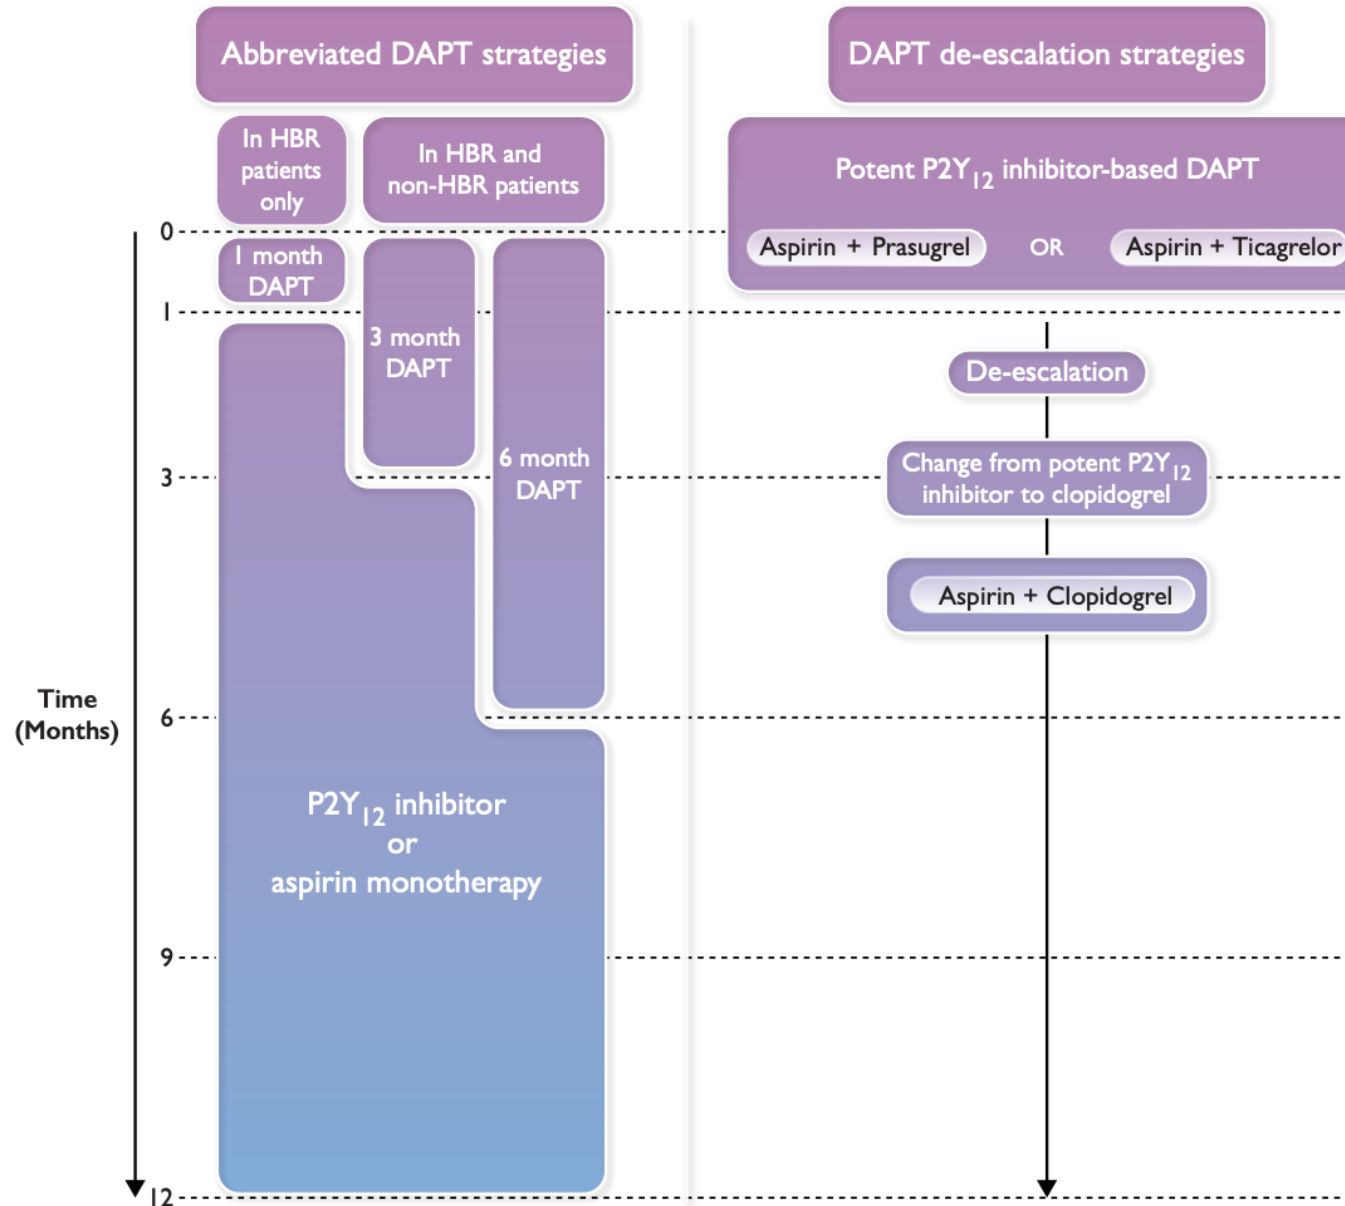 Abbreviated DAPT strategies
DAPT de-escalation strategies
In HBR
patients
only
In HBR and
non-HBR patients
Potent P2Y12 inhibitor-based DAPT
Aspirin + Prasugrel
OR
Aspirin + Ticagrelor
0
1 month
DAPT
1
3 month
DAPT
De-escalation
6 month
DAPT
3
Change from potent P2Y12
inhibitor to clopidogrel
Aspirin + Clopidogrel
Time
(Months)
6
P2Y12 inhibitor
or
aspirin monotherapy
9
12